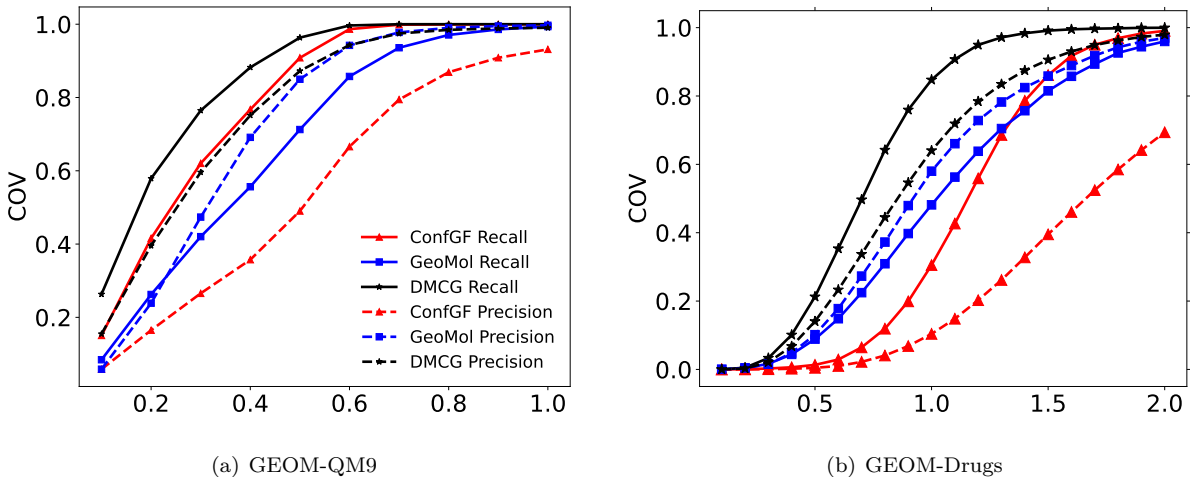 1.0
0.8
0.6
0.4
0.2
COV
0.2 0.4 0.6 0.8 1.0
ConfGF Recall
GeoMol Recall
DMCG Recall
ConfGF Precision
GeoMol Precision
DMCG Precision
(a) GEOM-QM9
1.0
0.8
0.6
0.4
0.2
0.0
COV
0.5 1.0 1.5 2.0
(b) GEOM-Drugs